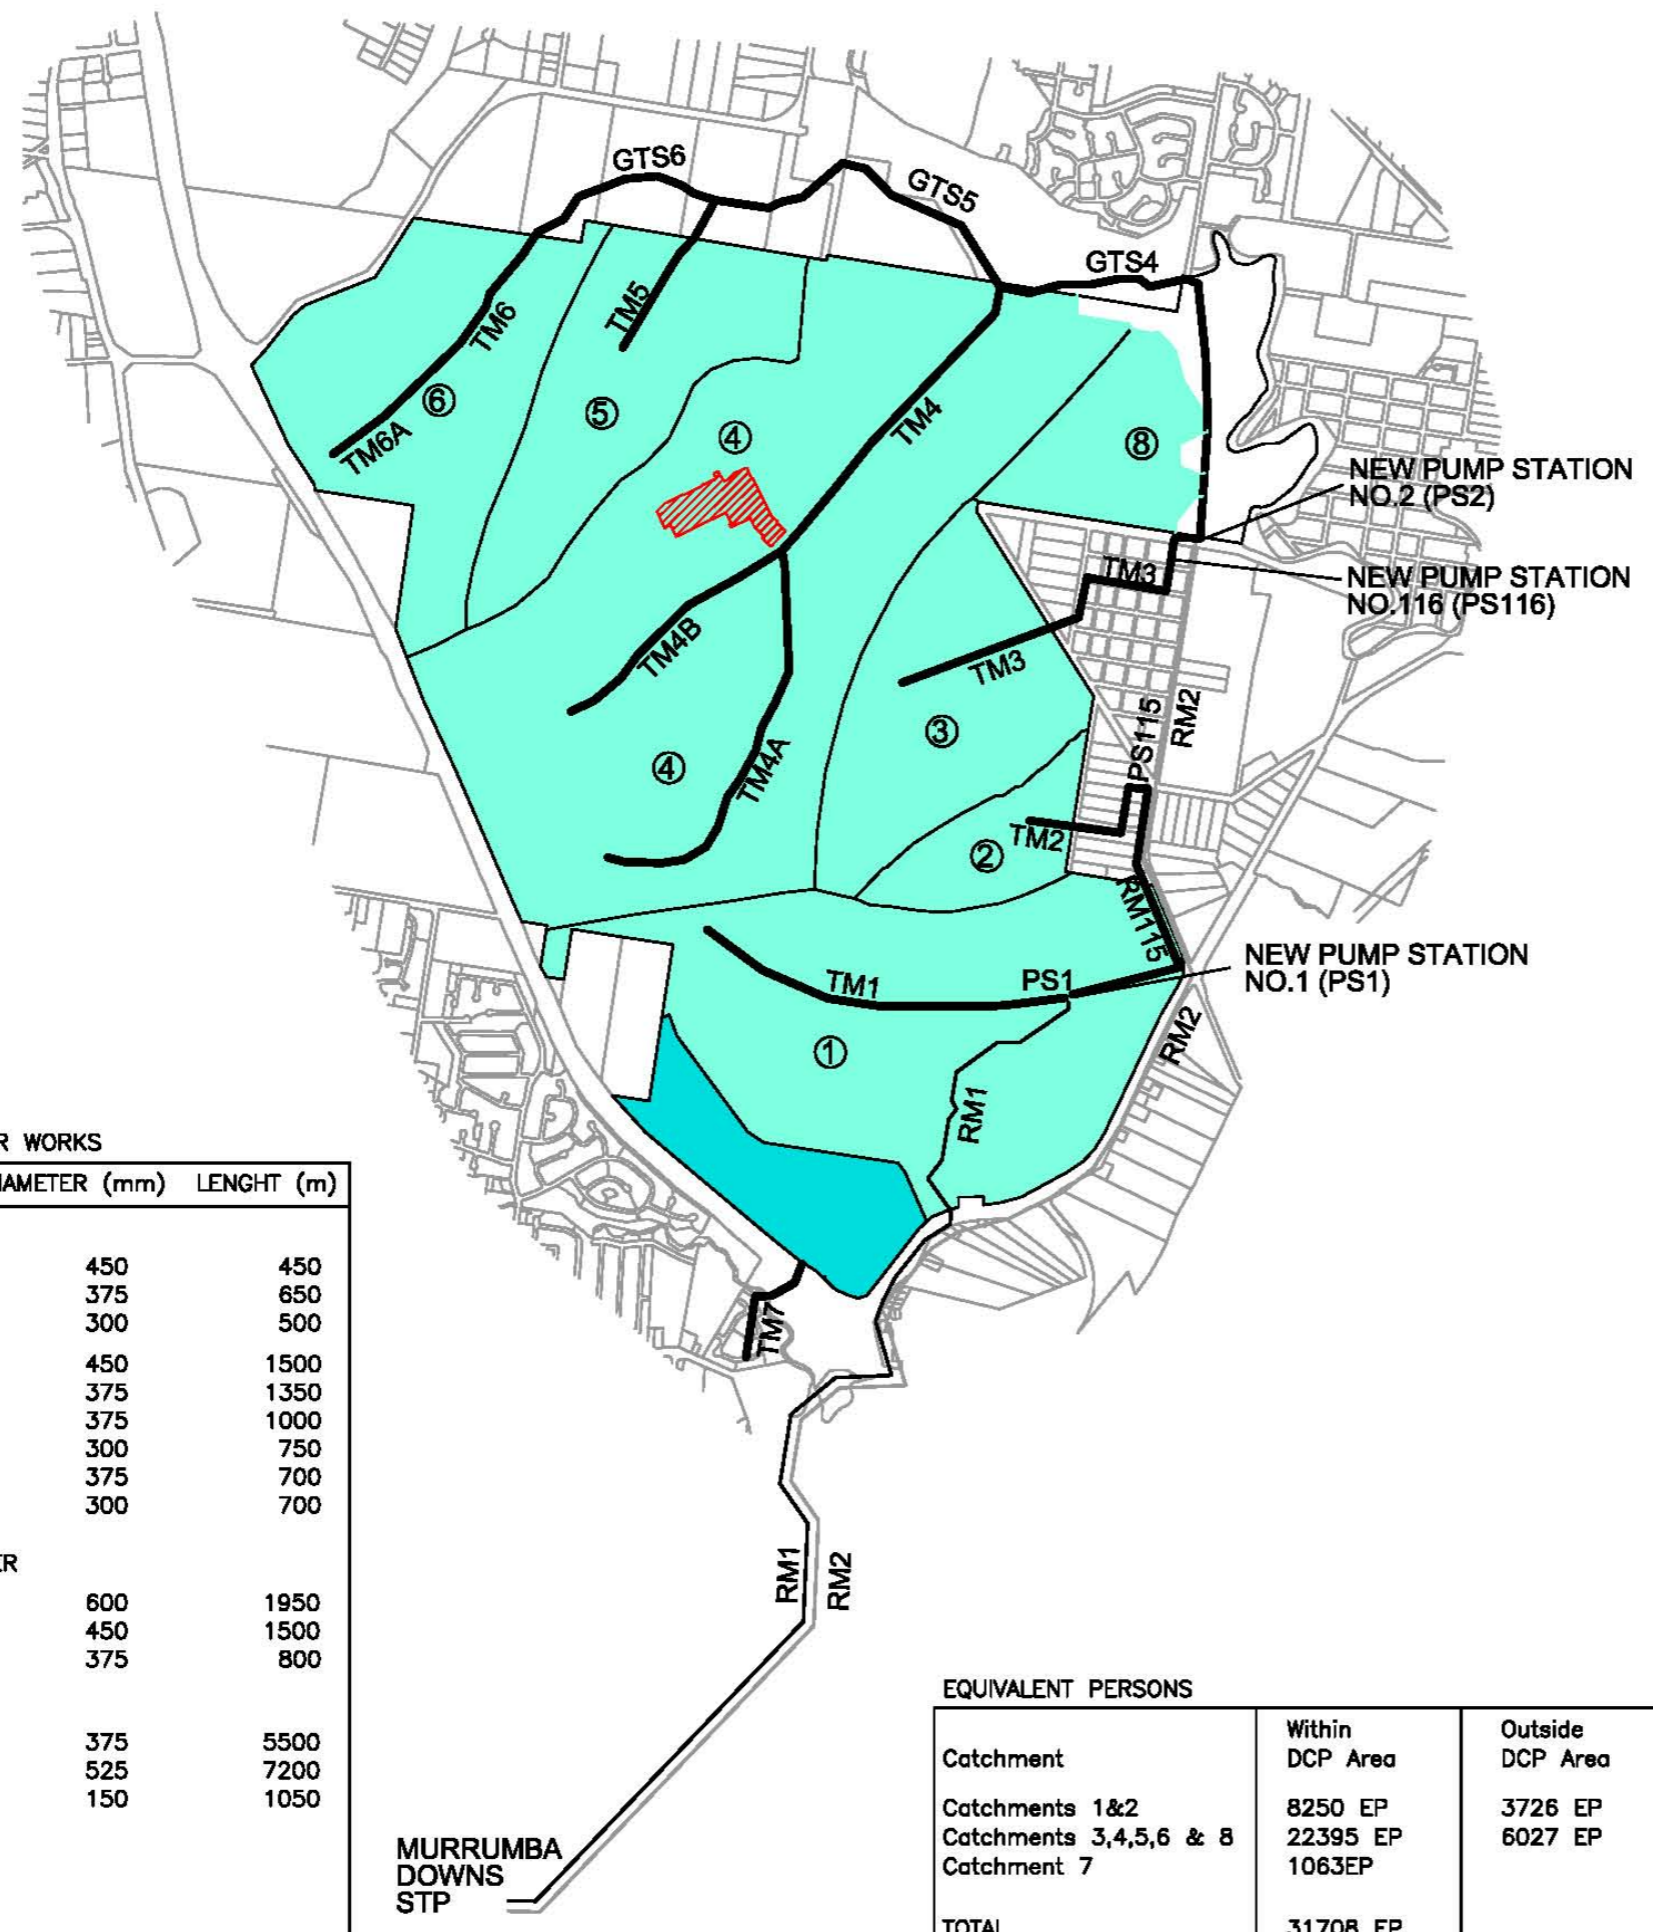 GTS6
GTS5
GTS4
TM5
TM6
TM4
⑥
⑤
④
⑧
TM6A
NEW PUMP STATION
NO.2 (PS2)
TM3
NEW PUMP STATION
NO.116 (PS116)
TM4B
TM3
PS115
RM2
③
④
TM4A
TM2
②
RM115
NEW PUMP STATION
NO.1 (PS1)
TM1
PS1
①
RM2
RM1
TM7
RM1
RM2
MURRUMBA
DOWNS
STP
WORKS
DIAMETER (mm) LENGHT (m)
450 450
375 650
300 500
450 1500
375 1350
375 1000
300 750
375 700
300 700
600 1950
450 1500
375 800
375 5500
525 7200
150 1050
EQUIVALENT PERSONS
Catchment Within DCP Area Outside DCP Area
Catchments 1&2 8250 EP 3726 EP
Catchments 3,4,5,6 & 8 22395 EP 6027 EP
Catchment 7 1063EP
TOTAL 31708 EP